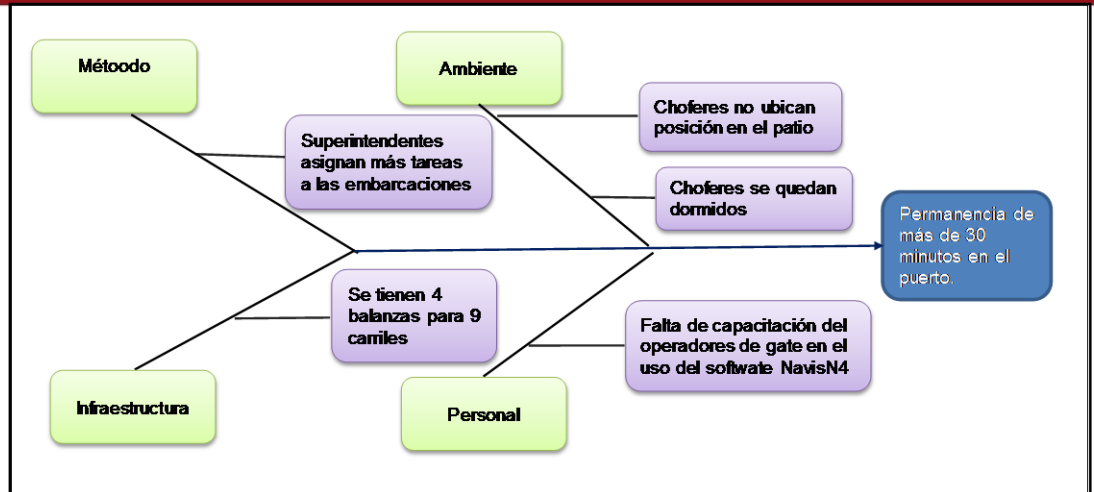 Métoodo
Ambiente
Choferes no ubican
posición en el patio
Superintendentes
asignan más tareas
a las embarcaciones
Choferes se quedan
dormidos
Permanencia de
más de 30
minutos en el
puerto.
Se tienen 4
balanzas para 9
carriles
Falta de capacitación del
operadores de gate en el
uso del softwate NavisN4
Infraestructura
Personal